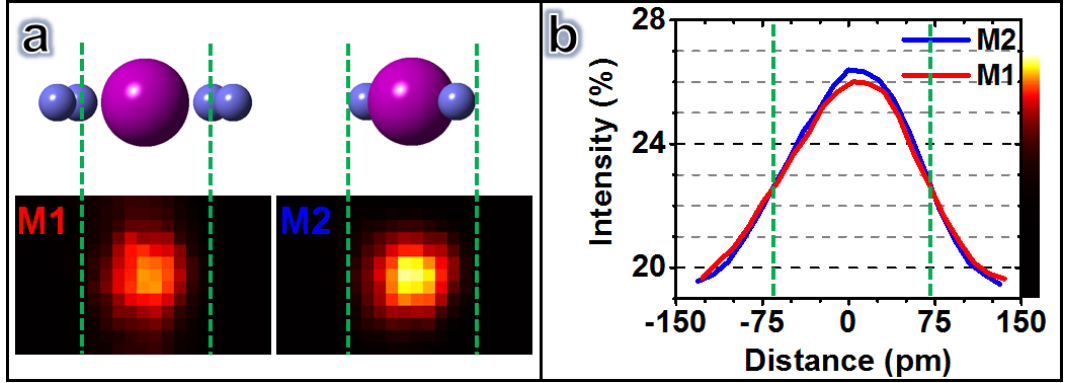 a
M1
M2
b
M2
M1
28
24
20
Intensity (%)
-150 -75 0 75 150
Distance (pm)